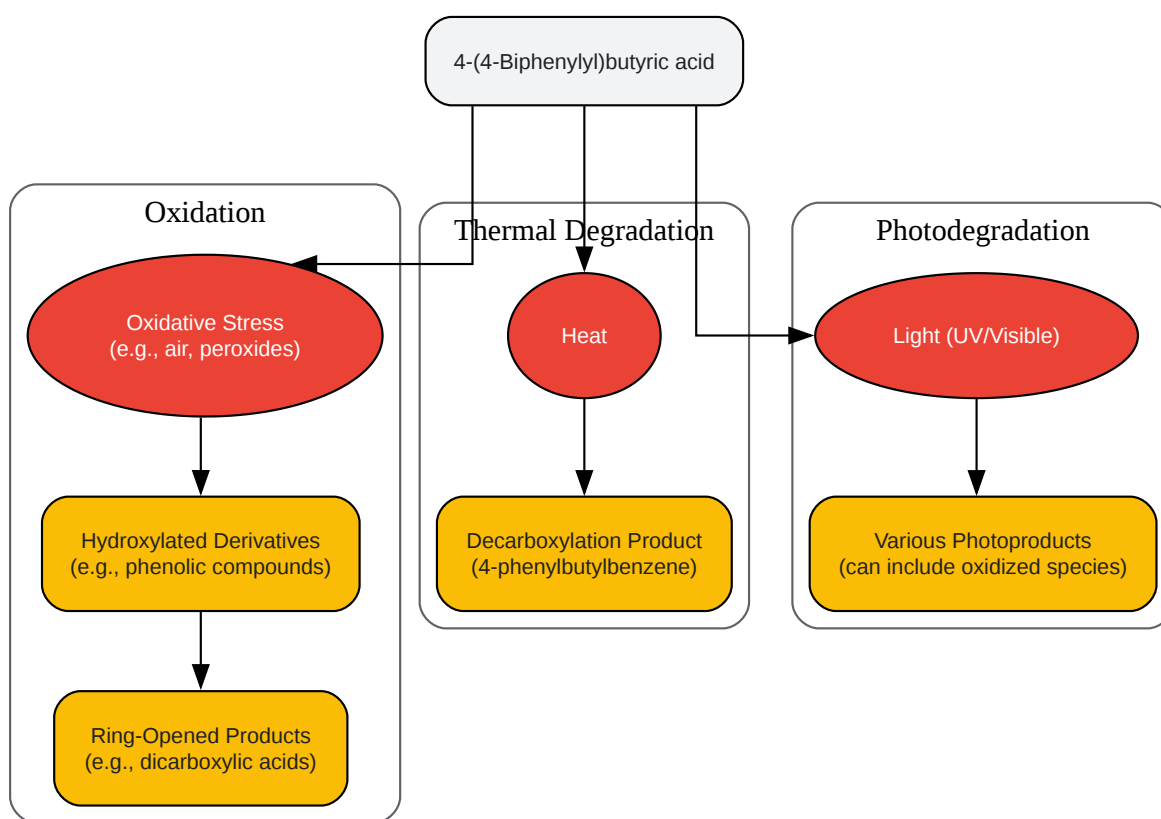 4-(4-Biphenylyl)butyric acid
Oxidation
Oxidative Stress
(e.g., air, peroxides)
Hydroxylated Derivatives
(e.g., phenolic compounds)
Ring-Opened Products
(e.g., dicarboxylic acids)
Thermal Degradation
Heat
Decarboxylation Product
(4-phenylbutylbenzene)
Photodegradation
Light (UV/Visible)
Various Photoproducts
(can include oxidized species)